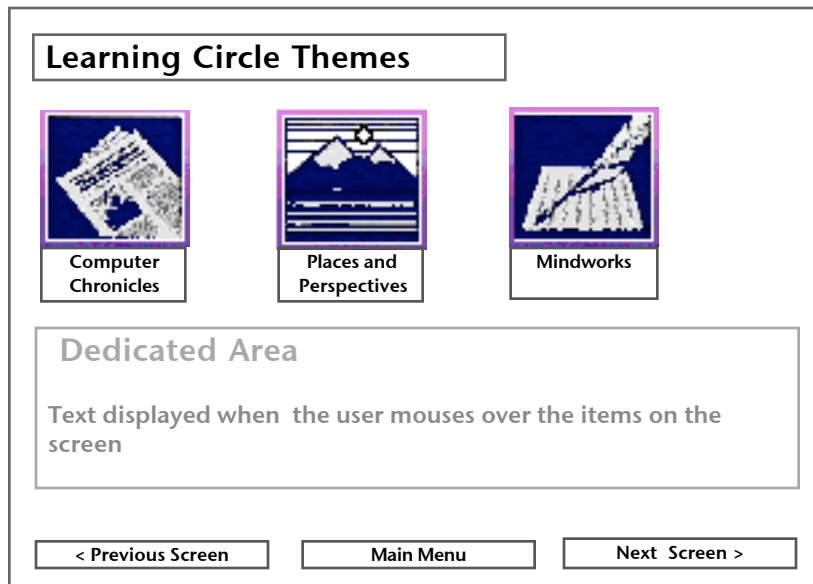 Learning Circle Themes
Computer
Chronicles
Places and
Perspectives
Mindworks
Dedicated Area
Text displayed when  the user mouses over the items on the
screen
< Previous Screen
Main Menu
Next  Screen >